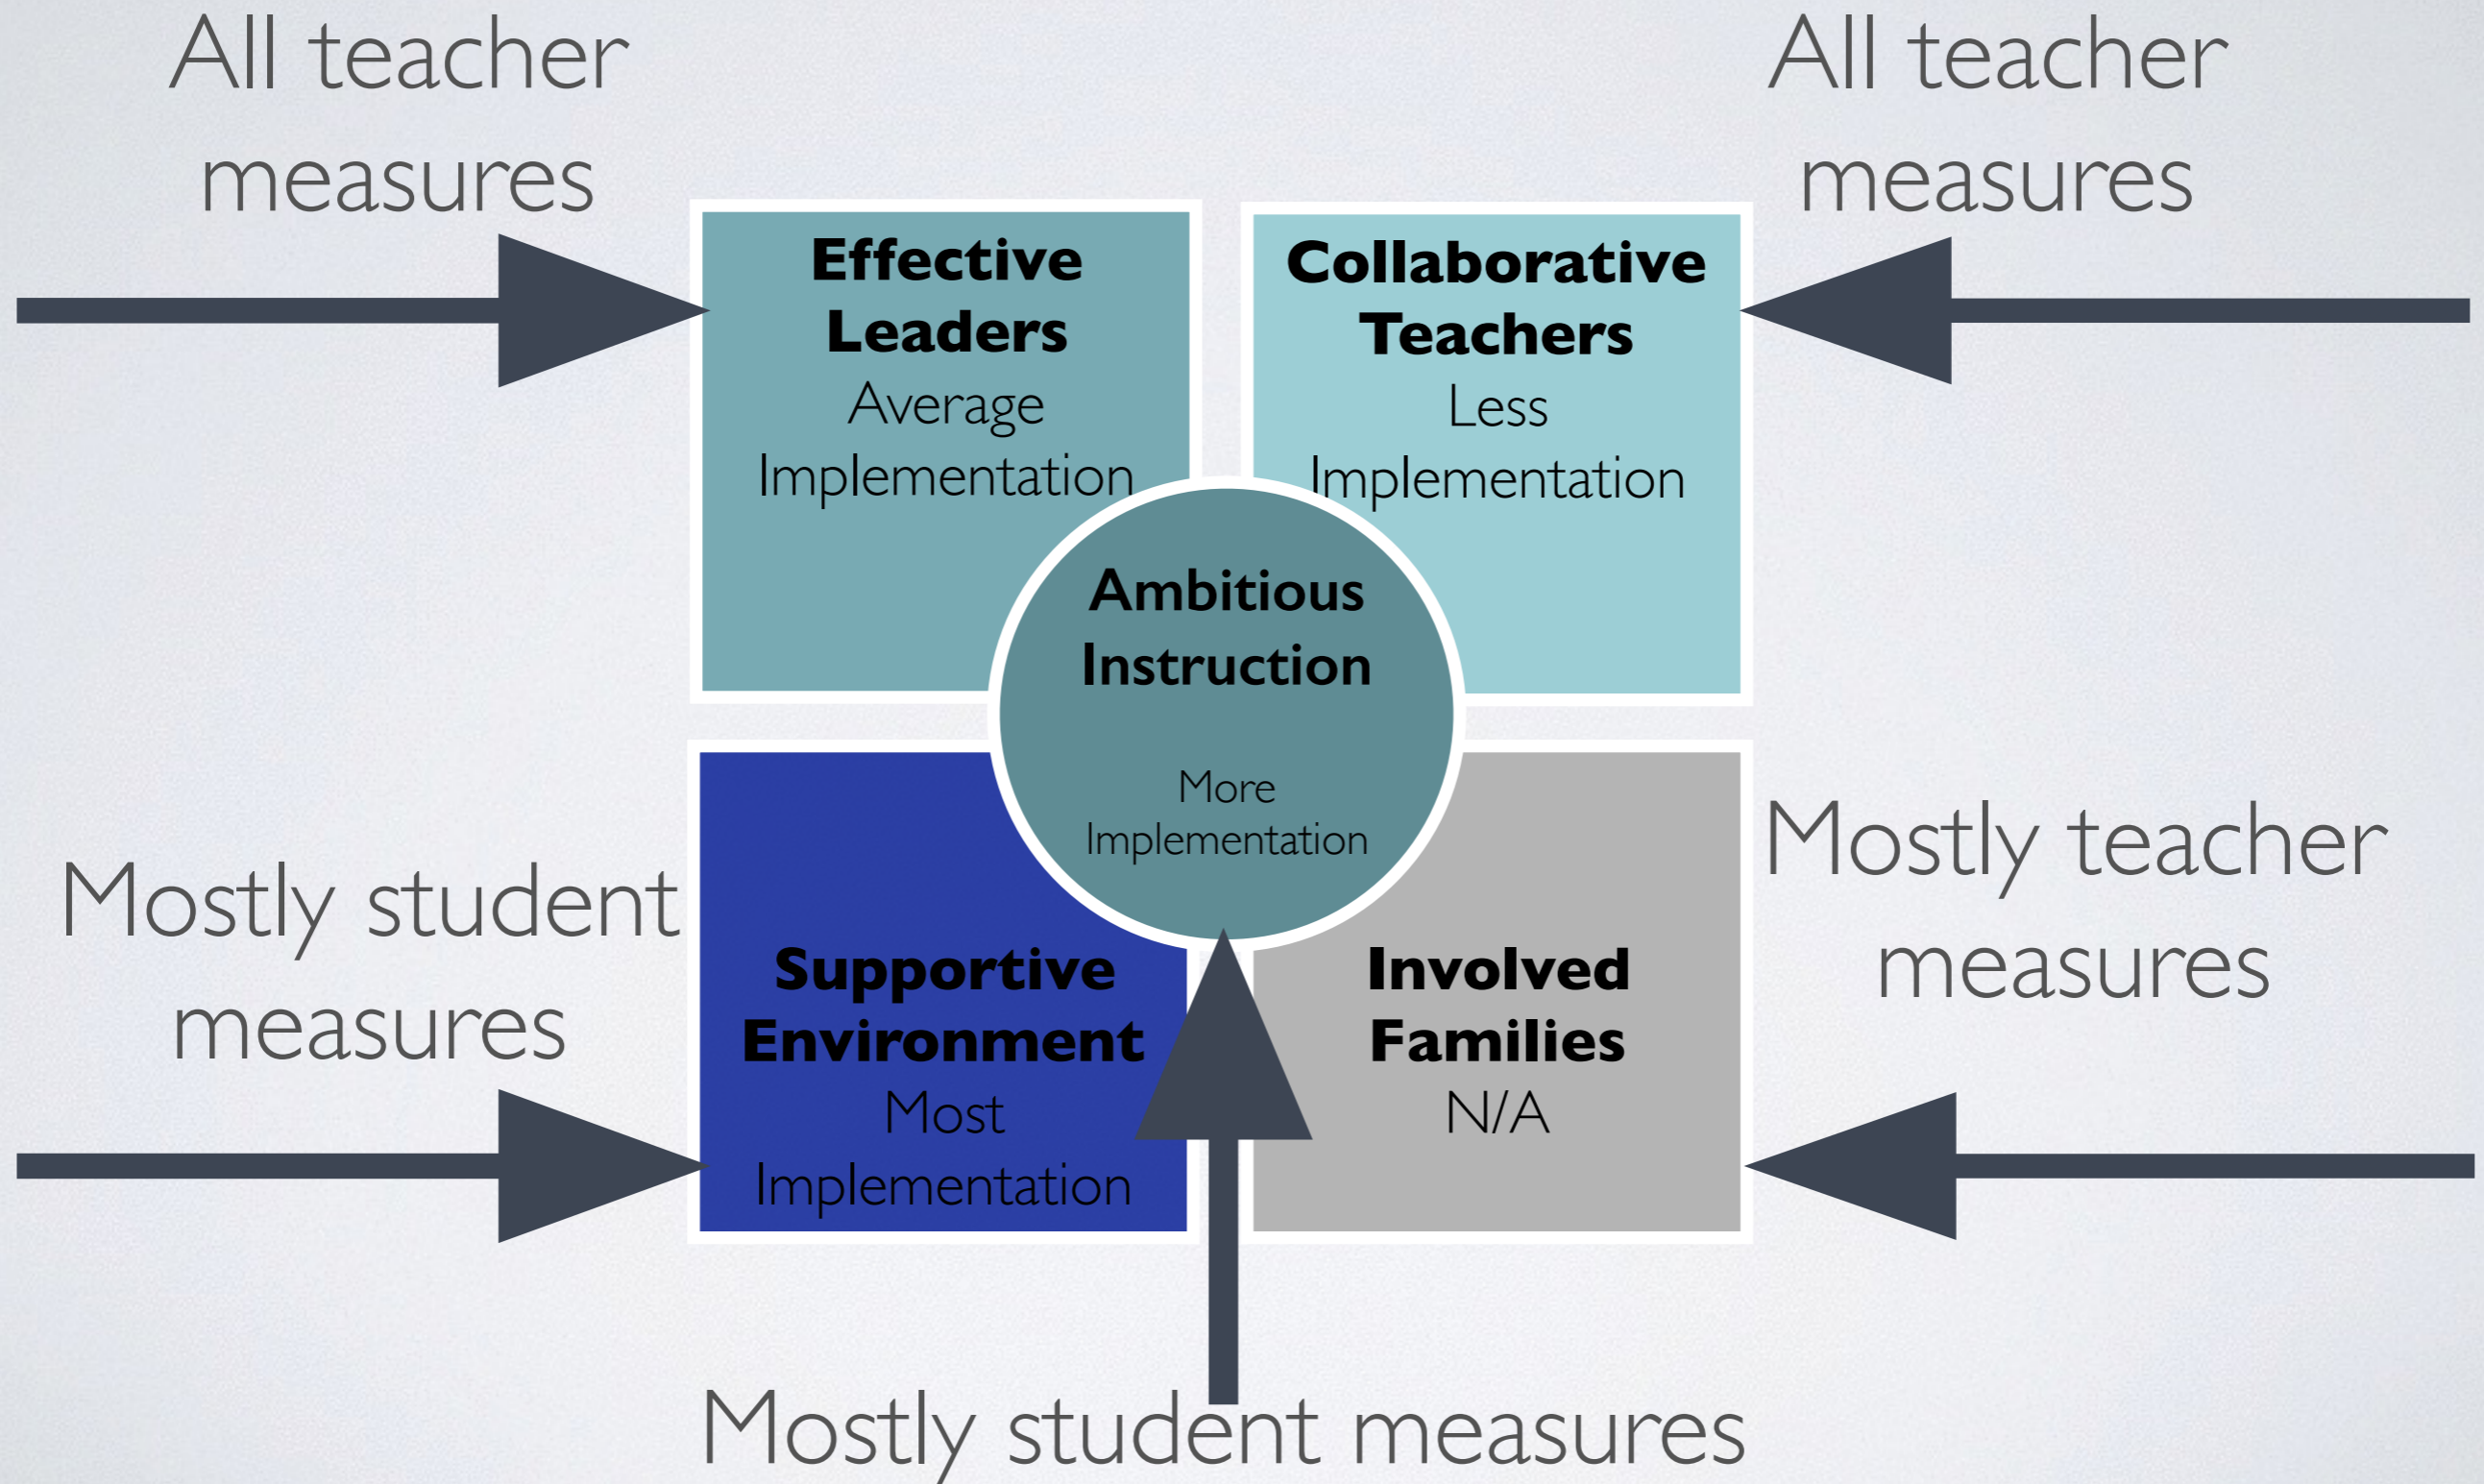 All teacher
measures
All teacher
measures
Effective
Leaders
Average
Implementation
Collaborative
Teachers
Less
Implementation
Ambitious
Instruction
More
Implementation
Mostly student
measures
Mostly teacher
measures
Supportive
Environment
Most
Implementation
Involved
Families
N/A
Mostly student measures